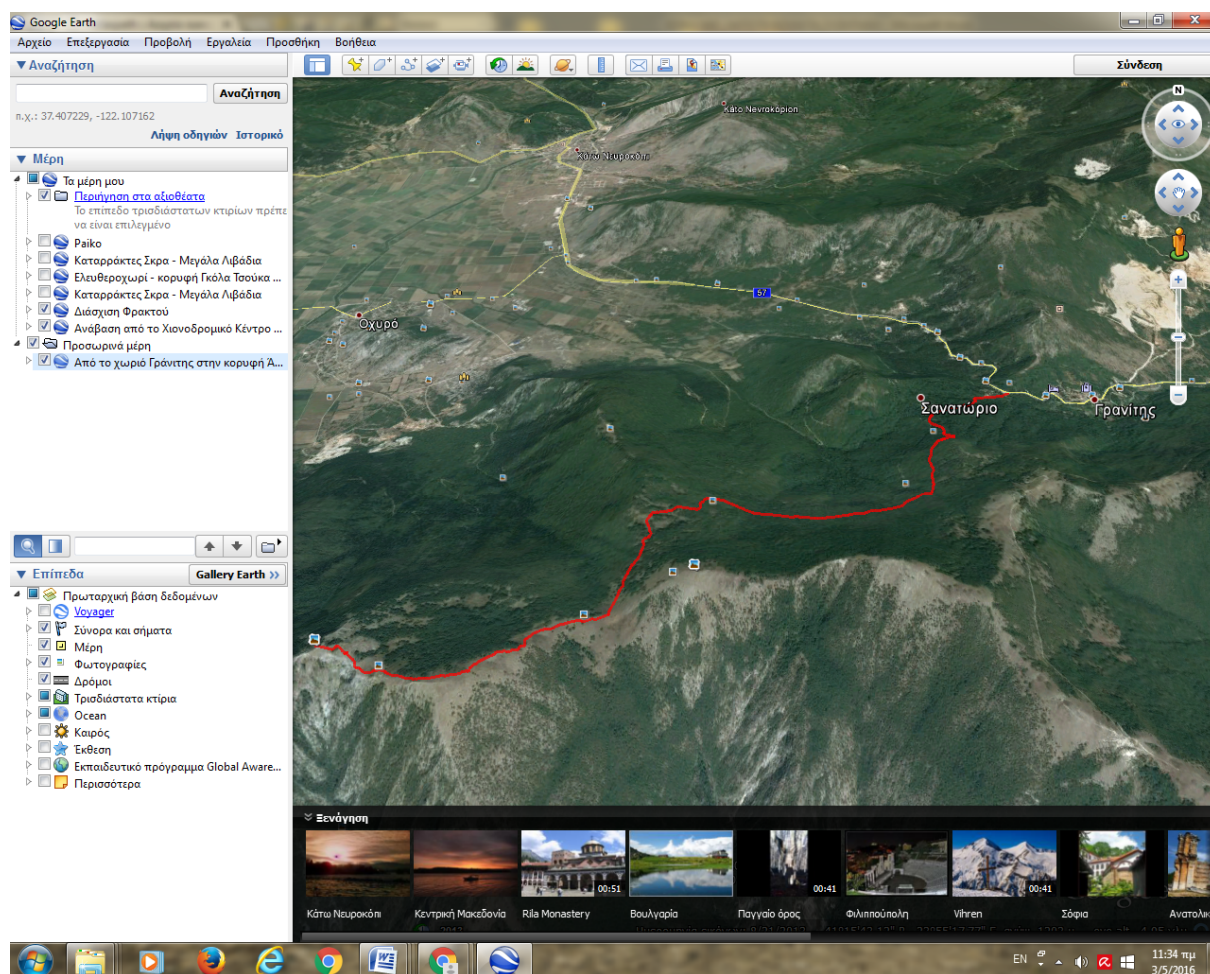 Google Earth
Αρχείο Επεξεργασία Προβολή Εργαλεία Προσθήκη Βοήθεια
Αναζήτηση
Σύνδεση
Αναζήτηση
π.χ.: 37.407229, -122.107162
Λήψη οδηγιών Ιστορικό
Μέρη
Τα μέρη μου
Περιήγηση στα αξιοθέατα
Το επίπεδο τρισδιάστατων κτιρίων πρέπε
να είναι επιλεγμένο
Paiko
Καταρράκτες Σκρα - Μεγάλα Λιβάδια
Ελευθεροχωρί - κορυφή Γκόλα Τσούκα ...
Καταρράκτες Σκρα - Μεγάλα Λιβάδια
Διάσχιση Φρακτού
Ανάβαση από το Χιονοδρομικό Κέντρο ...
Προσωρινά μέρη
Από το χωριό Γράνιτης στην κορυφή Ά...
Επίπεδα
Gallery Earth >>
Πρωταρχική βάση δεδομένων
Voyager
Σύνορα και σήματα
Μέρη
Φωτογραφίες
Δρόμοι
Τρισδιάστατα κτίρια
Ocean
Καιρός
Έκθεση
Εκπαιδευτικό πρόγραμμα Global Aware...
Περισσότερα
N
Káto Nevrokópion
Κάτω Νευροκόπι
57
Οχυρό
Σανατώριο
Γρανίτης
Ξενάγηση
00:51
00:41
00:41
Κάτω Νευροκόπι
Κεντρική Μακεδονία
Rila Monastery
Βουλγαρία
Παγγαίο όρος
Φιλιππούπολη
Vihren
Σόφια
Ανατολικ
EN
11:34 πμ
3/5/2016